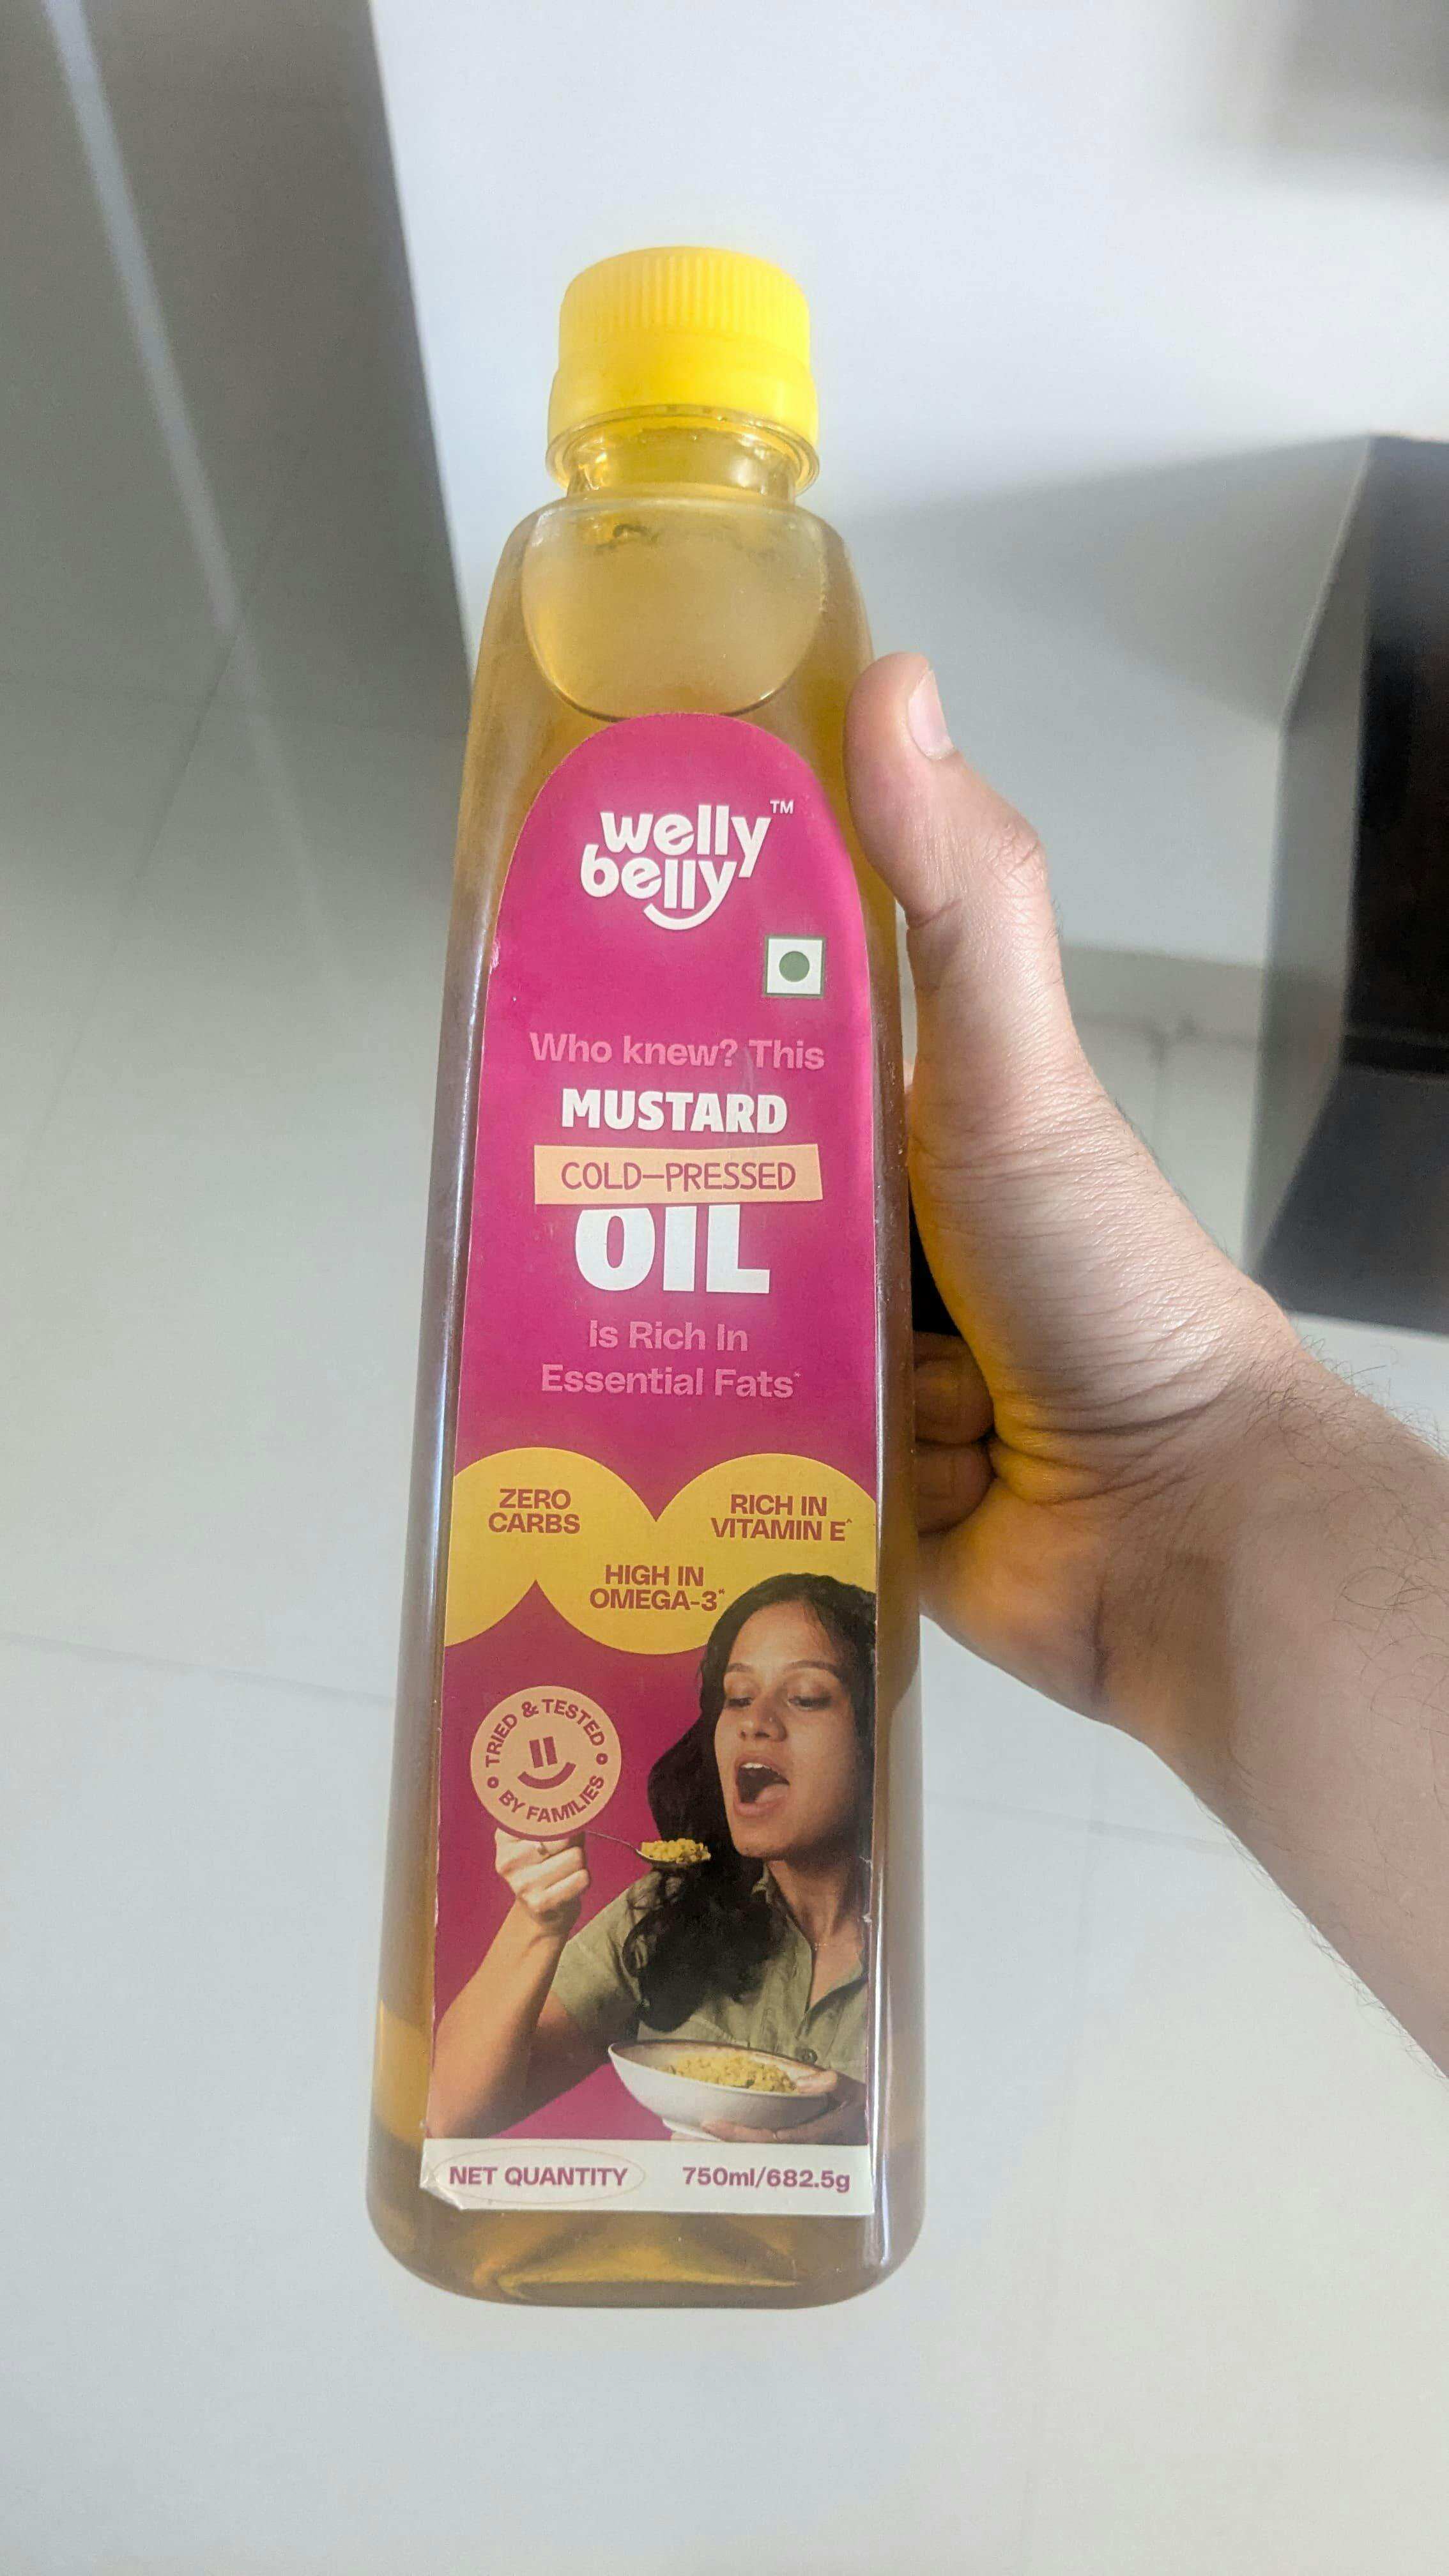 welly
belly™
Who knew? This
MUSTARD
COLD-PRESSED
OIL
Is Rich In
Essential Fats*
ZERO
CARBS
RICH IN
VITAMIN E^
HIGH IN
OMEGA-3*
TRIED & TESTED
BY FAMILIES
NET QUANTITY 750ml/682.5g